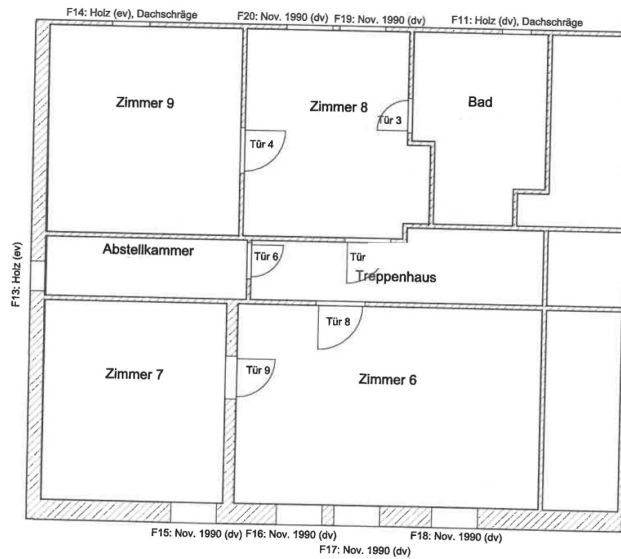 F14: Holz (ev), Dachschräge
F20: Nov. 1990 (dv)
F19: Nov. 1990 (dv)
F11: Holz (dv), Dachschräge
Zimmer 9
Zimmer 8
Bad
Tür 3
Tür 4
Abstellkammer
Tür 6
Tür
Treppenhaus
F13: Holz (ev)
Tür 8
Zimmer 7
Tür 9
Zimmer 6
F15: Nov. 1990 (dv)
F16: Nov. 1990 (dv)
F18: Nov. 1990 (dv)
F17: Nov. 1990 (dv)